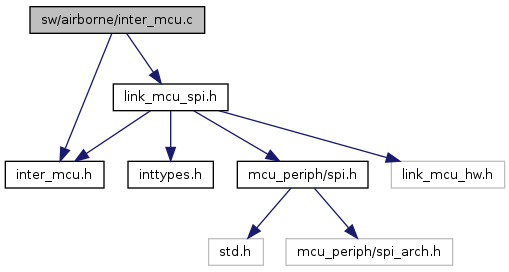 sw/airborne/inter_mcu.c
link_mcu_spi.h
inter_mcu.h
inttypes.h
mcu_periph/spi.h
link_mcu_hw.h
std.h
mcu_periph/spi_arch.h